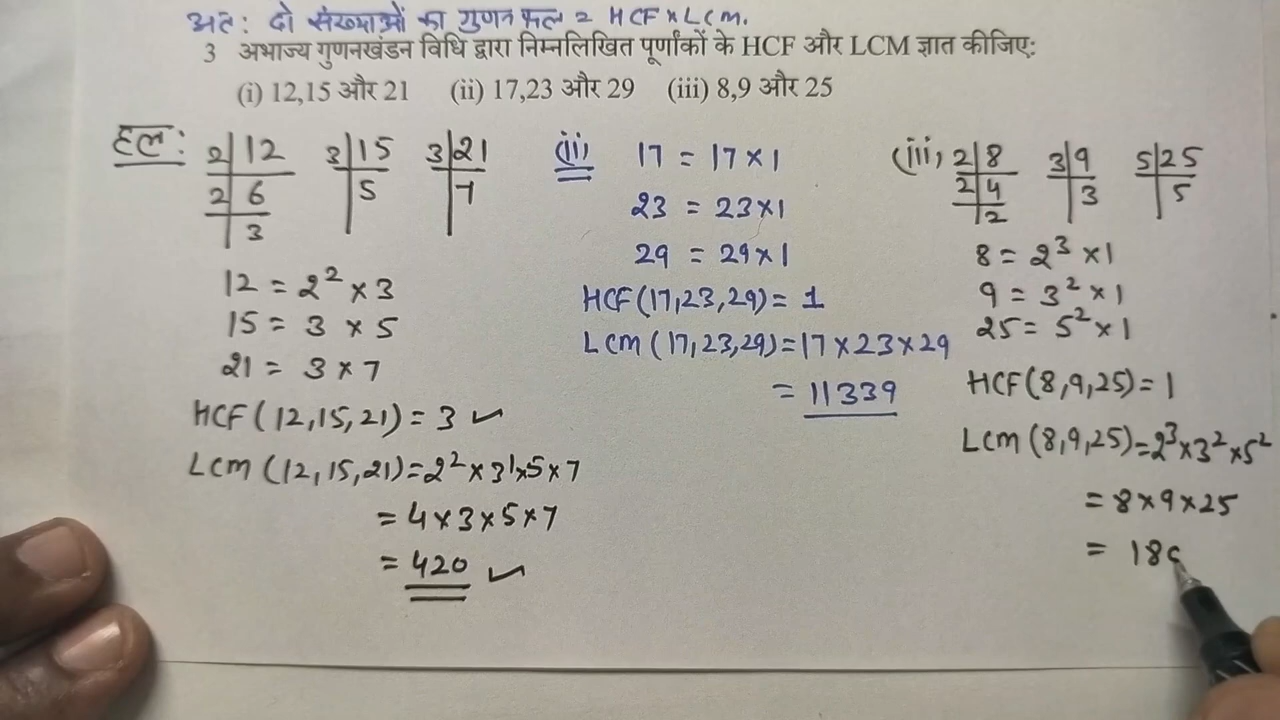 अतः दो संख्याओं का गुणनफल = HCF × LCM.
3 अभाज्य गुणनखंडन विधि द्वारा निम्नलिखित पूर्णांकों के HCF और LCM ज्ञात कीजिए:
(i) 12,15 और 21 (ii) 17,23 और 29 (iii) 8,9 और 25
हल:
2 | 12
2 | 6
3
3 | 15
5
3 | 21
7
12 = 2² × 3
15 = 3 × 5
21 = 3 × 7
HCF (12,15,21) = 3 ✓
LCM (12,15,21) = 2² × 3¹ × 5 × 7
= 4 × 3 × 5 × 7
= 420 ✓
(ii) 17 = 17 × 1
23 = 23 × 1
29 = 29 × 1
HCF (17,23,29) = 1
LCM (17,23,29) = 17 × 23 × 29
= 11339
(iii)
2 | 8
2 | 4
2
3 | 9
3
5 | 25
5
8 = 2³ × 1
9 = 3² × 1
25 = 5² × 1
HCF (8,9,25) = 1
LCM (8,9,25) = 2³ × 3² × 5²
= 8 × 9 × 25
= 18